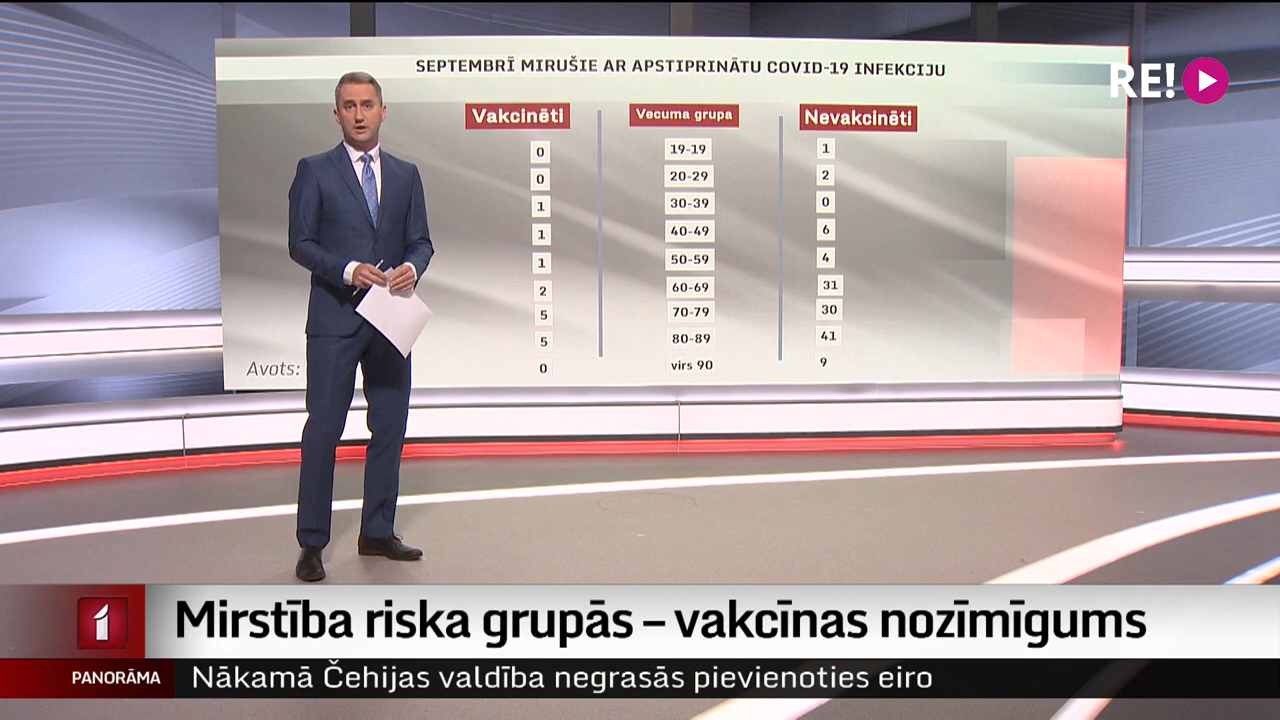 SEPTEMBRĪ MIRUŠIE AR APSTIPRINĀTU COVID-19 INFEKCIJU
RE!
Vakcinēti Vecuma grupa Nevakcinēti
0 19-19 1
0 20-29 2
1 30-39 0
1 40-49 6
1 50-59 4
2 60-69 31
5 70-79 30
5 80-89 41
0 virs 90 9
Avots:
1 Mirstība riska grupās – vakcīnas nozīmīgums
PANORĀMA Nākamā Čehijas valdība negrasās pievienoties eiro